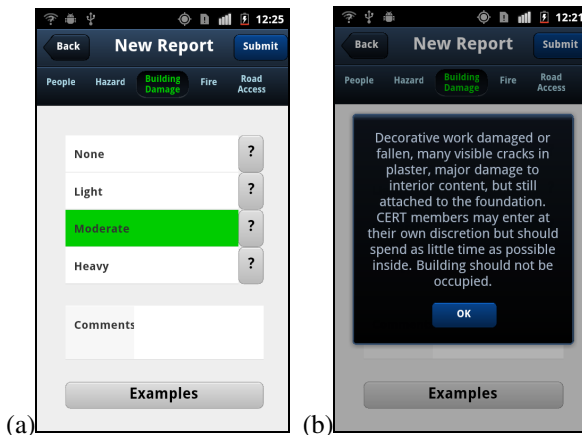 12:25
Back New Report Submit
People Hazard Building Damage Fire Road Access
None ?
Light ?
Moderate ?
Heavy ?
Comments
Examples
(a)
12:21
Back New Report Submit
People Hazard Building Damage Fire Road Access
Decorative work damaged or
fallen, many visible cracks in
plaster, major damage to
interior content, but still
attached to the foundation.
CERT members may enter at
their own discretion but should
spend as little time as possible
inside. Building should not be
occupied.
OK
Examples
(b)